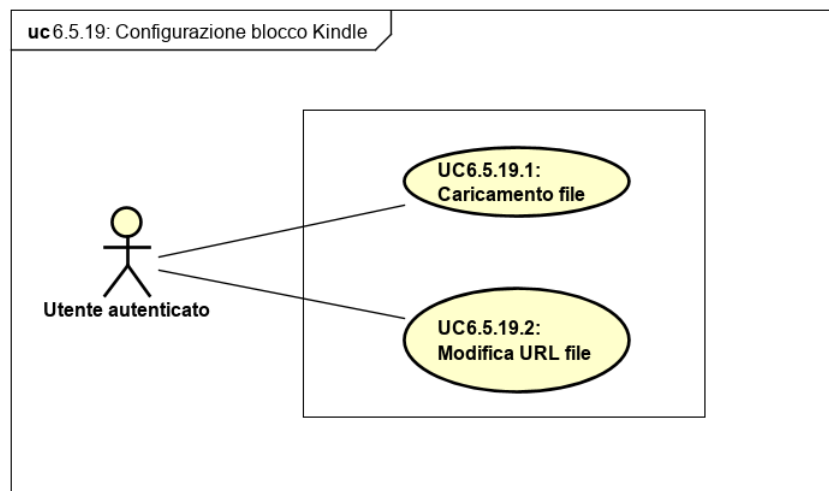 uc 6.5.19: Configurazione blocco Kindle
UC6.5.19.1:
Caricamento file
Utente autenticato
UC6.5.19.2:
Modifica URL file